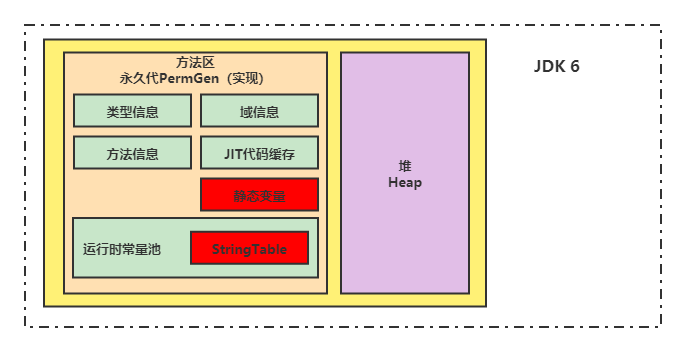 方法区
永久代PermGen（实现）
类型信息
域信息
方法信息
JIT代码缓存
静态变量
运行时常量池
StringTable
堆
Heap
JDK 6